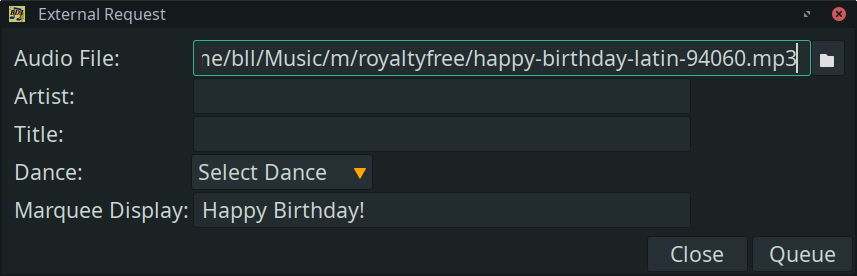 External Request
Audio File: ne/bll/Music/m/royaltyfree/happy-birthday-latin-94060.mp3
Artist:
Title:
Dance: Select Dance
Marquee Display: Happy Birthday!
Close Queue